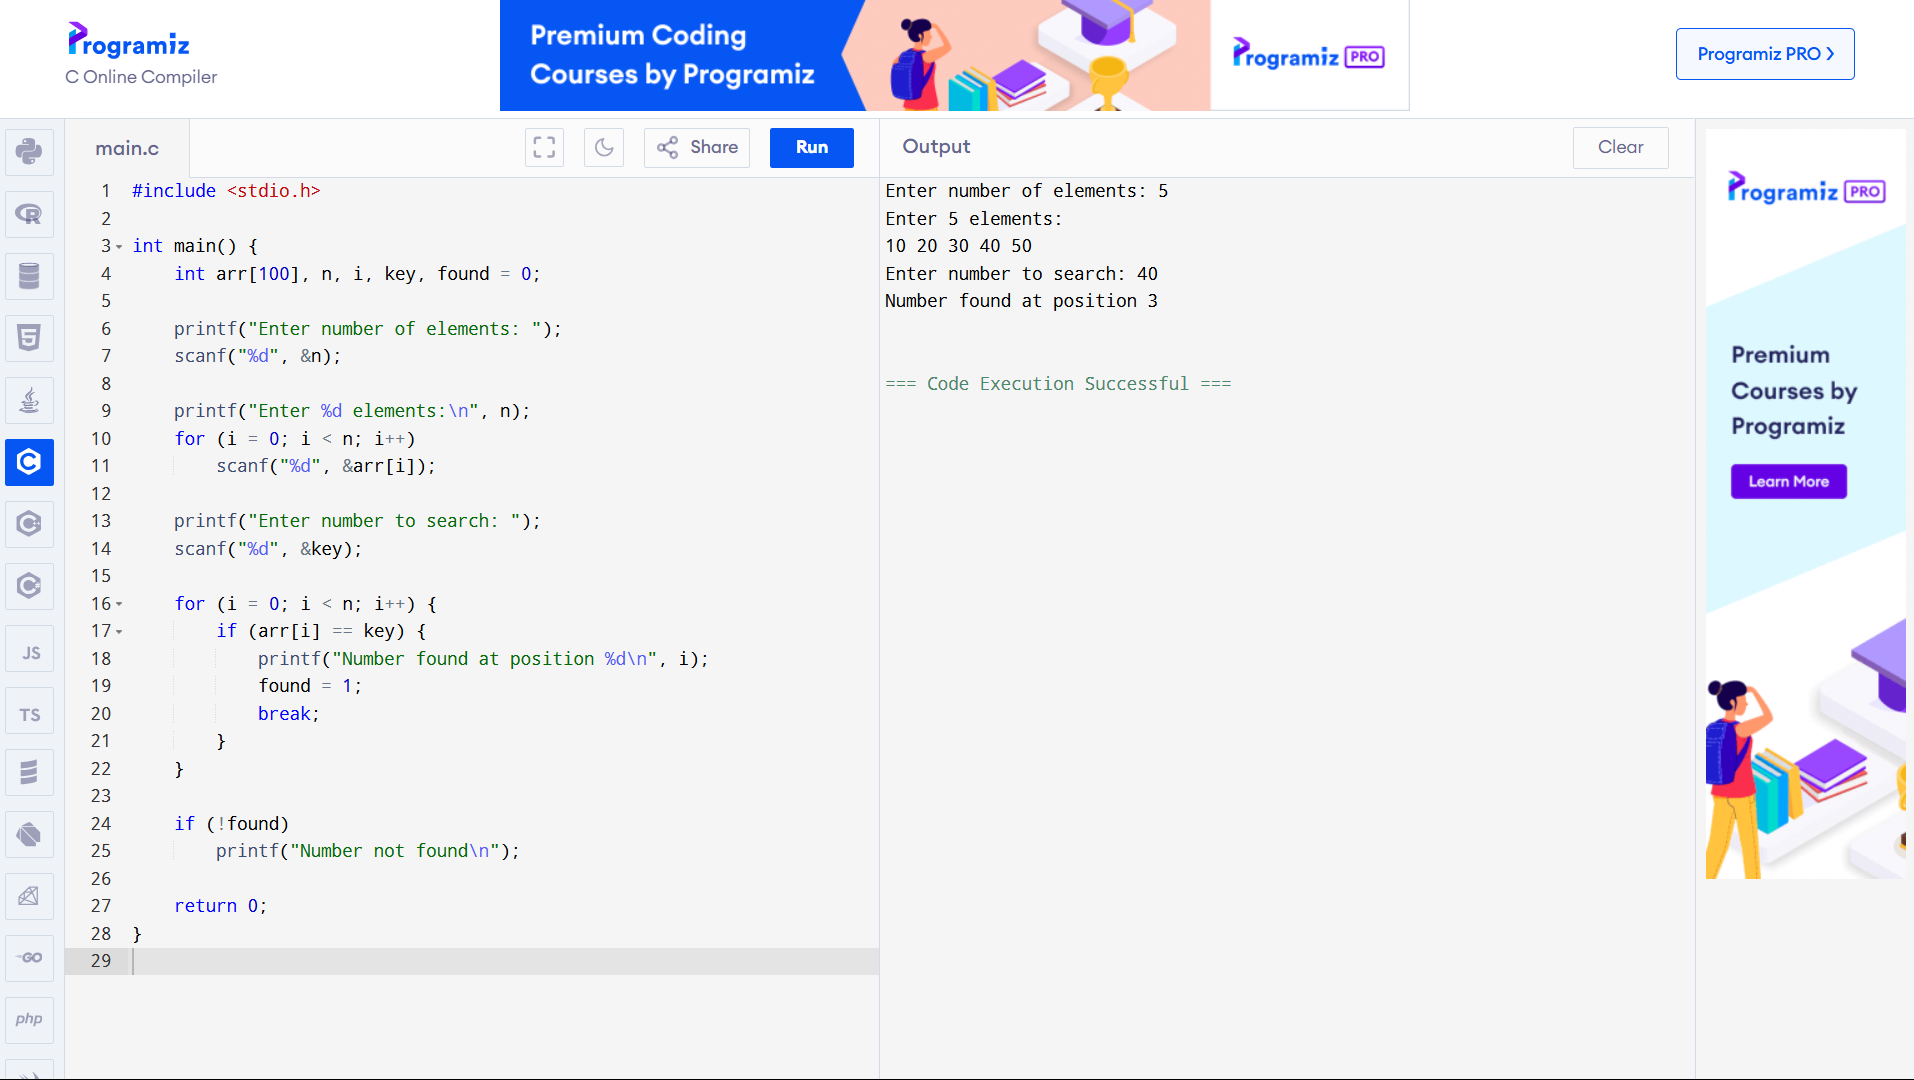 Programiz
C Online Compiler
Premium Coding
Courses by Programiz
Programiz PRO
Programiz PRO >
main.c
Share
Run
Output
Clear
1 #include <stdio.h>
2
3 int main() {
4     int arr[100], n, i, key, found = 0;
5
6     printf("Enter number of elements: ");
7     scanf("%d", &n);
8
9     printf("Enter %d elements:\n", n);
10     for (i = 0; i < n; i++)
11         scanf("%d", &arr[i]);
12
13     printf("Enter number to search: ");
14     scanf("%d", &key);
15
16     for (i = 0; i < n; i++) {
17         if (arr[i] == key) {
18             printf("Number found at position %d\n", i);
19             found = 1;
20             break;
21         }
22     }
23
24     if (!found)
25         printf("Number not found\n");
26
27     return 0;
28 }
29
Enter number of elements: 5
Enter 5 elements:
10 20 30 40 50
Enter number to search: 40
Number found at position 3
=== Code Execution Successful ===
Programiz PRO
Premium
Courses by
Programiz
Learn More
R
5
C
C
C
JS
TS
GO
php